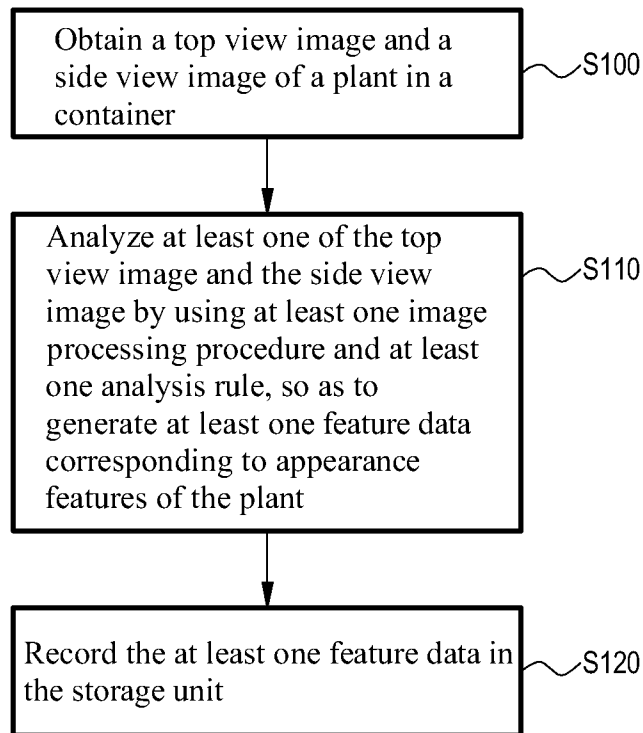 Obtain a top view image and a
side view image of a plant in a
container
S100
Analyze at least one of the top
view image and the side view
image by using at least one image
processing procedure and at least
one analysis rule, so as to
generate at least one feature data
corresponding to appearance
features of the plant
S110
Record the at least one feature data in
the storage unit
S120